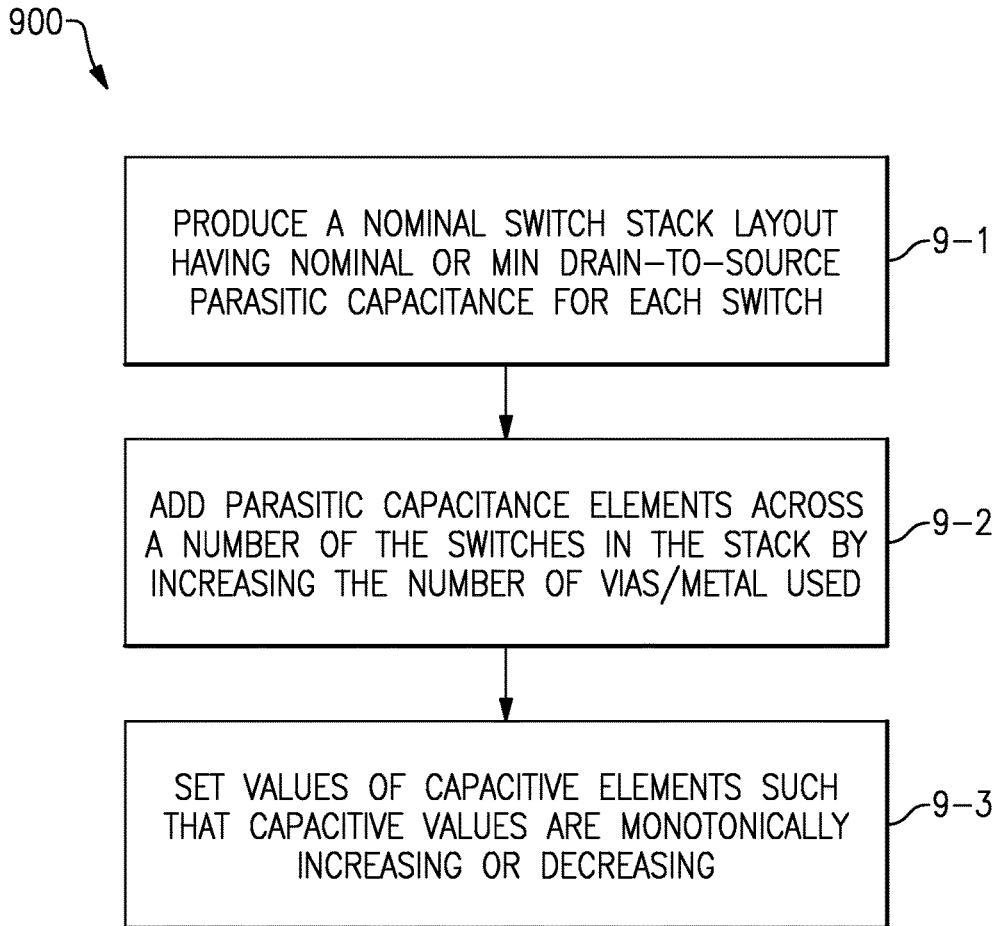 900
PRODUCE A NOMINAL SWITCH STACK LAYOUT
HAVING NOMINAL OR MIN DRAIN-TO-SOURCE
PARASITIC CAPACITANCE FOR EACH SWITCH
9-1
ADD PARASITIC CAPACITANCE ELEMENTS ACROSS
A NUMBER OF THE SWITCHES IN THE STACK BY
INCREASING THE NUMBER OF VIAS/METAL USED
9-2
SET VALUES OF CAPACITIVE ELEMENTS SUCH
THAT CAPACITIVE VALUES ARE MONOTONICALLY
INCREASING OR DECREASING
9-3